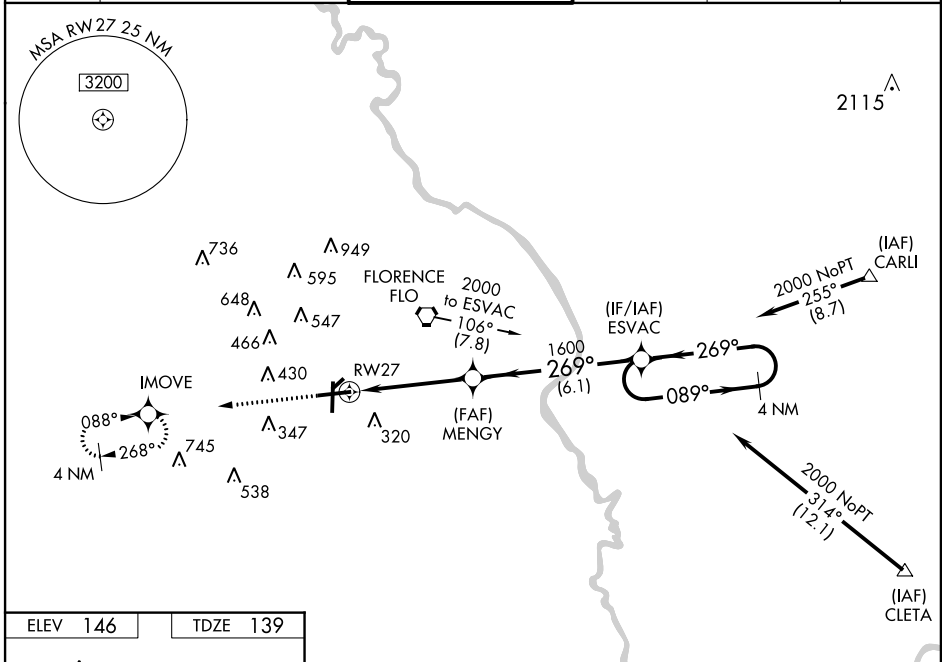 MSA RW27 25 NM
3200
2115
736
949
595
648
547
466
430
347
320
745
538
FLORENCE
FLO
2000
to ESVAC
106°
(7.8)
(IAF)
CARLI
2000 NoPT
255°
(8.7)
(IF/IAF)
ESVAC
1600
269°
(6.1)
269°
089°
4 NM
RW27
(FAF)
MENGY
IMOVE
088°
268°
4 NM
2000 NoPT
314°
(12.1)
(IAF)
CLETA
ELEV 146
TDZE 139